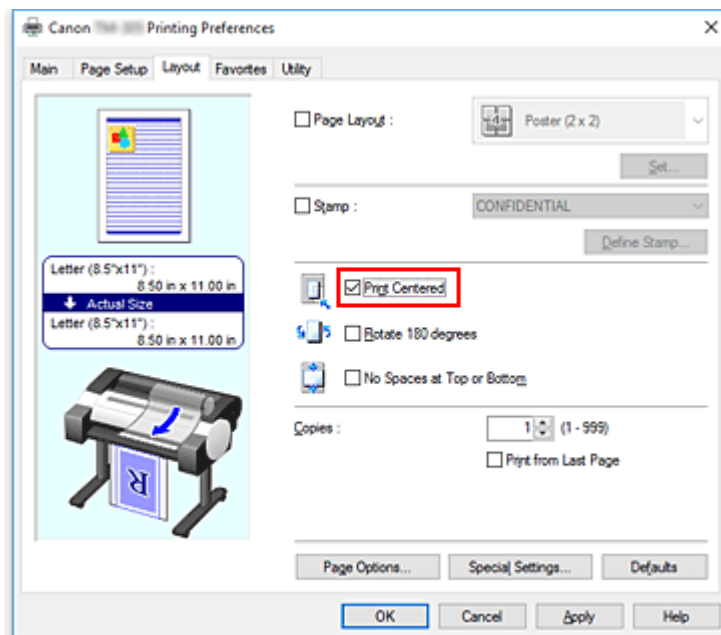 Canon Printing Preferences
Main Page Setup Layout Favorites Utility
Page Layout :
4
Poster (2 x 2)
Set...
Stamp :
CONFIDENTIAL
Define Stamp...
Letter (8.5"x11") :
8.50 in x 11.00 in
Actual Size
Letter (8.5"x11") :
8.50 in x 11.00 in
R
Print Centered
Rotate 180 degrees
No Spaces at Top or Bottom
Copies :
1 (1 - 999)
Print from Last Page
Page Options... Special Settings... Defaults
OK Cancel Apply Help